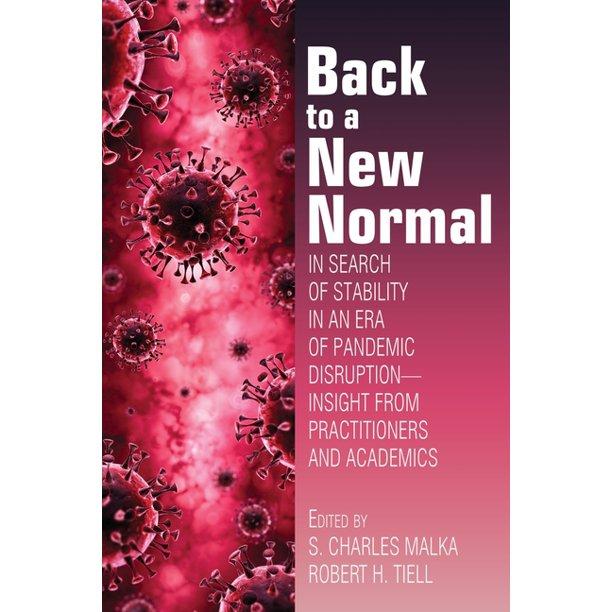 Back
to a
New
Normal
IN SEARCH
OF STABILITY
IN AN ERA
OF PANDEMIC
DISRUPTION—
INSIGHT FROM
PRACTITIONERS
AND ACADEMICS
EDITED BY
S. CHARLES MALKA
ROBERT H. TIELL